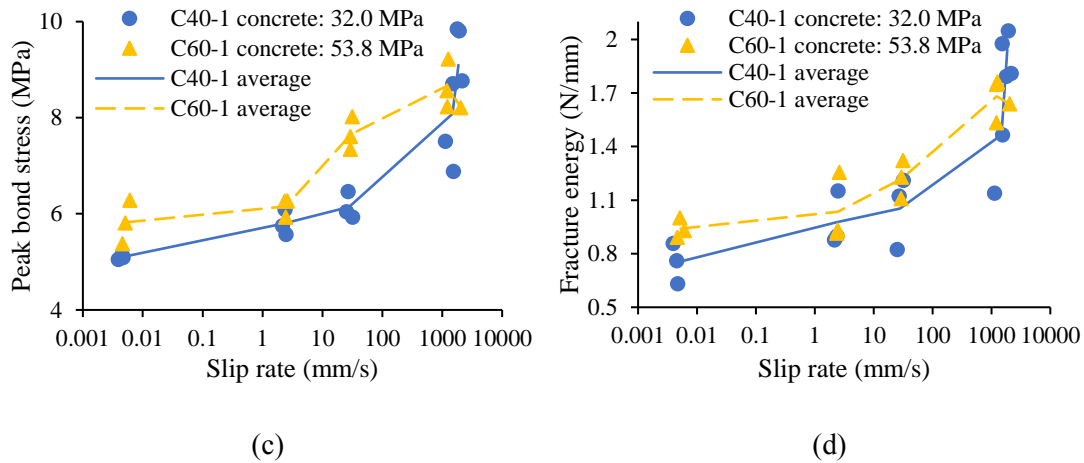 C40-1 concrete: 32.0 MPa
C60-1 concrete: 53.8 MPa
C40-1 average
C60-1 average
Peak bond stress (MPa)
10
8
6
4
0.001 0.01 0.1 1 10 100 1000 10000
Slip rate (mm/s)
(c)
C40-1 concrete: 32.0 MPa
C60-1 concrete: 53.8 MPa
C40-1 average
C60-1 average
Fracture energy (N/mm)
2
1.7
1.4
1.1
0.8
0.5
0.001 0.01 0.1 1 10 100 1000 10000
Slip rate (mm/s)
(d)